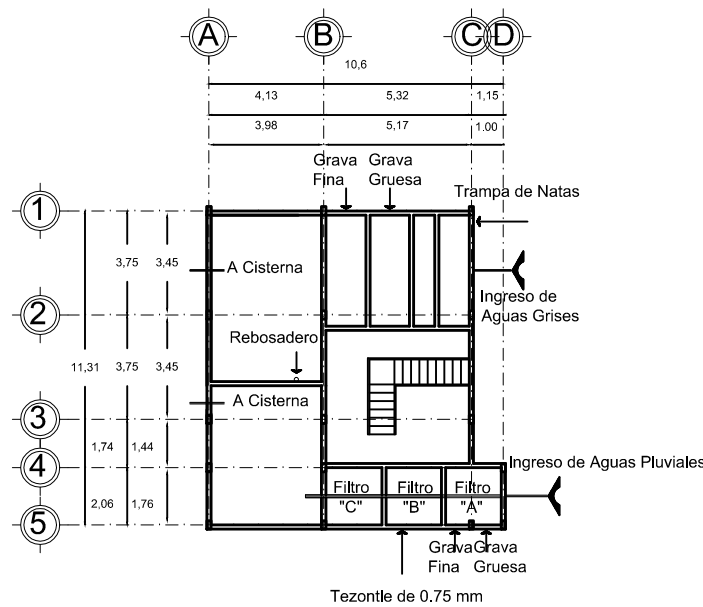 A B C D
10,6
4,13 5,32 1,15
3,98 5,17 1.00
Grava Fina
Grava Gruesa
Trampa de Natas
1
3,75 3,45
A Cisterna
Ingreso de
Aguas Grises
2
Rebosadero
11,31 3,75 3,45
A Cisterna
3
1,74 1,44
4
Ingreso de Aguas Pluviales
Filtro "C"
Filtro "B"
Filtro "A"
2,06 1,76
5
Grava Fina
Grava Gruesa
Tezontle de 0.75 mm